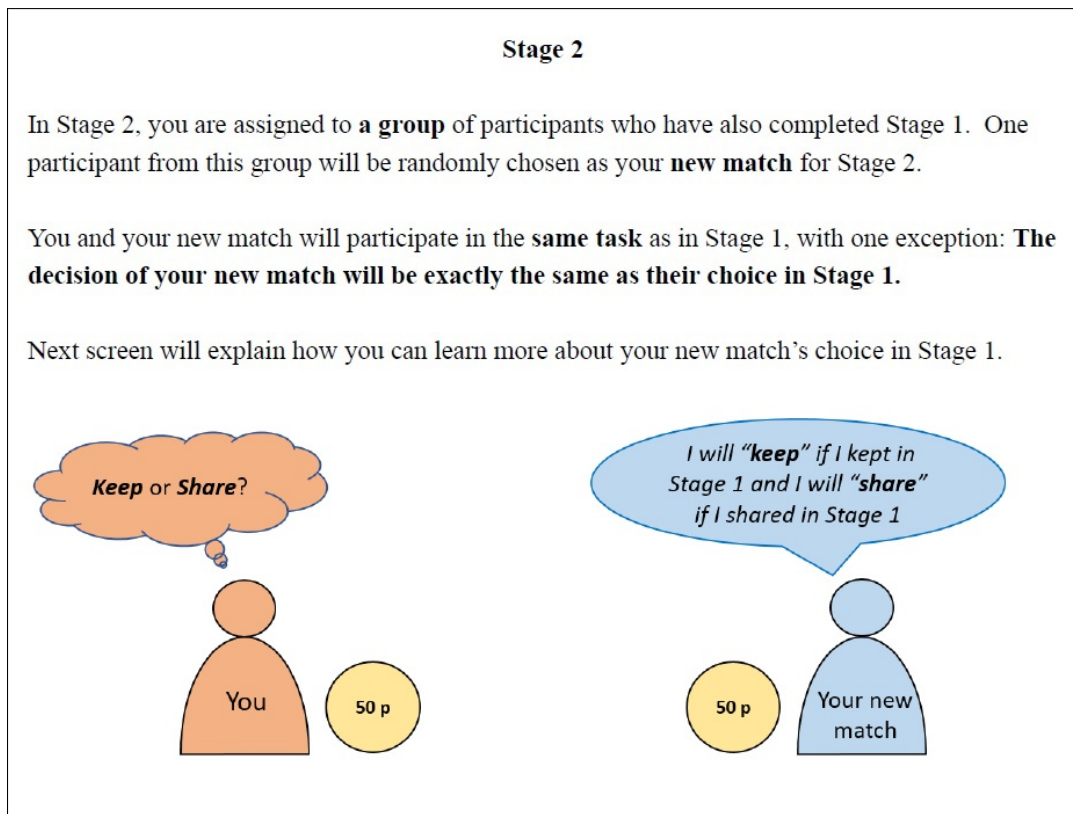 Stage 2
In Stage 2, you are assigned to a group of participants who have also completed Stage 1. One
participant from this group will be randomly chosen as your new match for Stage 2.
You and your new match will participate in the same task as in Stage 1, with one exception: The
decision of your new match will be exactly the same as their choice in Stage 1.
Next screen will explain how you can learn more about your new match's choice in Stage 1.
Keep or Share?
I will “keep” if I kept in
Stage 1 and I will “share”
if I shared in Stage 1
You
50 p
50 p
Your new
match